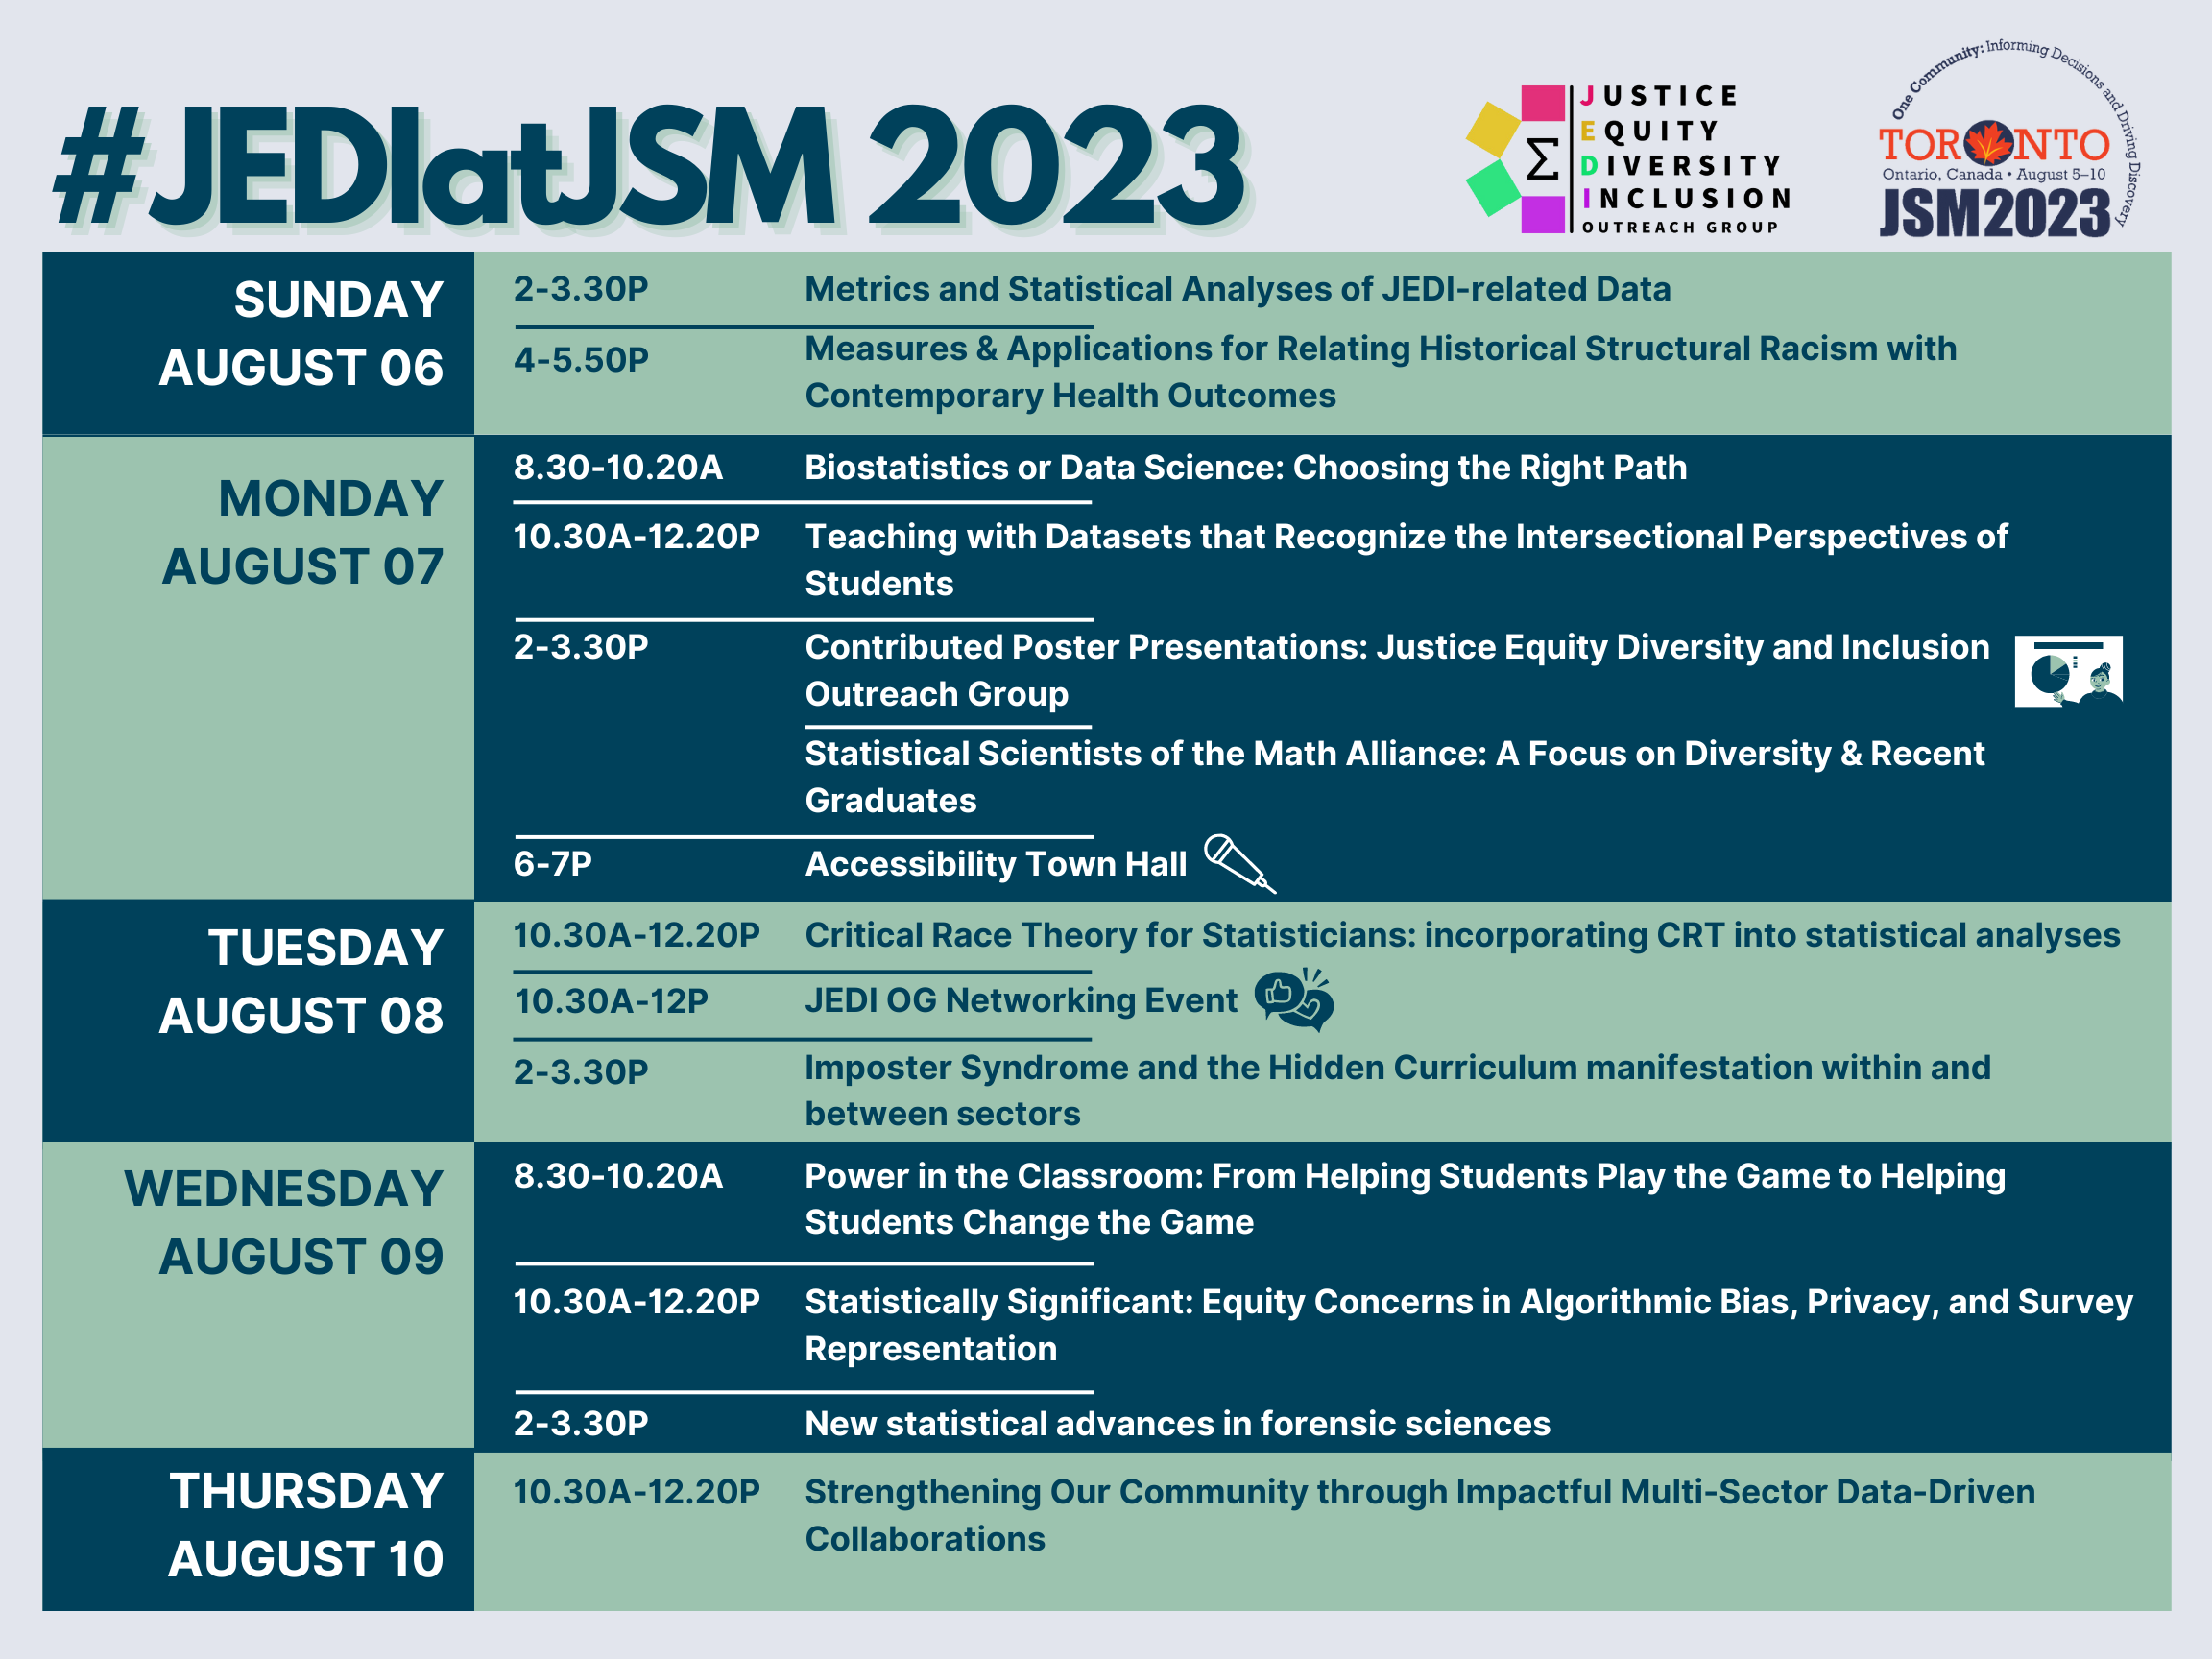 #JEDIatJSM 2023
Σ
JUSTICE
EQUITY
DIVERSITY
INCLUSION
OUTREACH GROUP
One Community: Informing Decisions and Driving Discovery
TORONTO
Ontario, Canada • August 5–10
JSM2023
SUNDAY
AUGUST 06
2-3.30P Metrics and Statistical Analyses of JEDI-related Data
4-5.50P Measures & Applications for Relating Historical Structural Racism with
Contemporary Health Outcomes
MONDAY
AUGUST 07
8.30-10.20A Biostatistics or Data Science: Choosing the Right Path
10.30A-12.20P Teaching with Datasets that Recognize the Intersectional Perspectives of
Students
2-3.30P Contributed Poster Presentations: Justice Equity Diversity and Inclusion
Outreach Group
Statistical Scientists of the Math Alliance: A Focus on Diversity & Recent
Graduates
6-7P Accessibility Town Hall
TUESDAY
AUGUST 08
10.30A-12.20P Critical Race Theory for Statisticians: incorporating CRT into statistical analyses
10.30A-12P JEDI OG Networking Event
2-3.30P Imposter Syndrome and the Hidden Curriculum manifestation within and
between sectors
WEDNESDAY
AUGUST 09
8.30-10.20A Power in the Classroom: From Helping Students Play the Game to Helping
Students Change the Game
10.30A-12.20P Statistically Significant: Equity Concerns in Algorithmic Bias, Privacy, and Survey
Representation
2-3.30P New statistical advances in forensic sciences
THURSDAY
AUGUST 10
10.30A-12.20P Strengthening Our Community through Impactful Multi-Sector Data-Driven
Collaborations